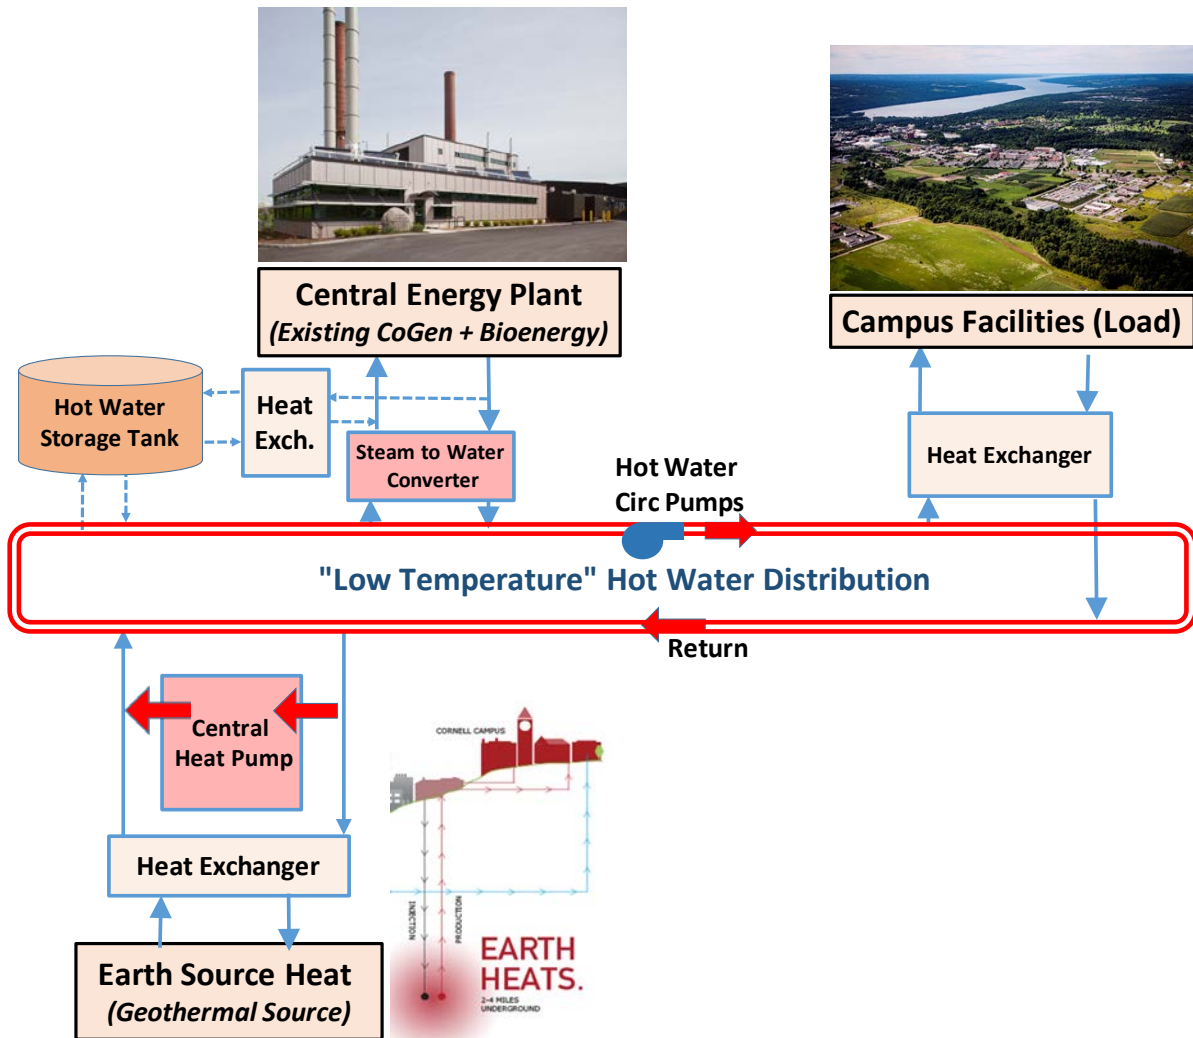 Central Energy Plant
(Existing CoGen + Bioenergy)
Campus Facilities (Load)
Hot Water
Storage Tank
Heat
Exch.
Steam to Water
Converter
Hot Water
Circ Pumps
Heat Exchanger
"Low Temperature" Hot Water Distribution
Return
Central
Heat Pump
Heat Exchanger
Earth Source Heat
(Geothermal Source)
CORNELL CAMPUS
INJECTION
PRODUCTION
EARTH
HEATS.
2-4 MILES
UNDERGROUND